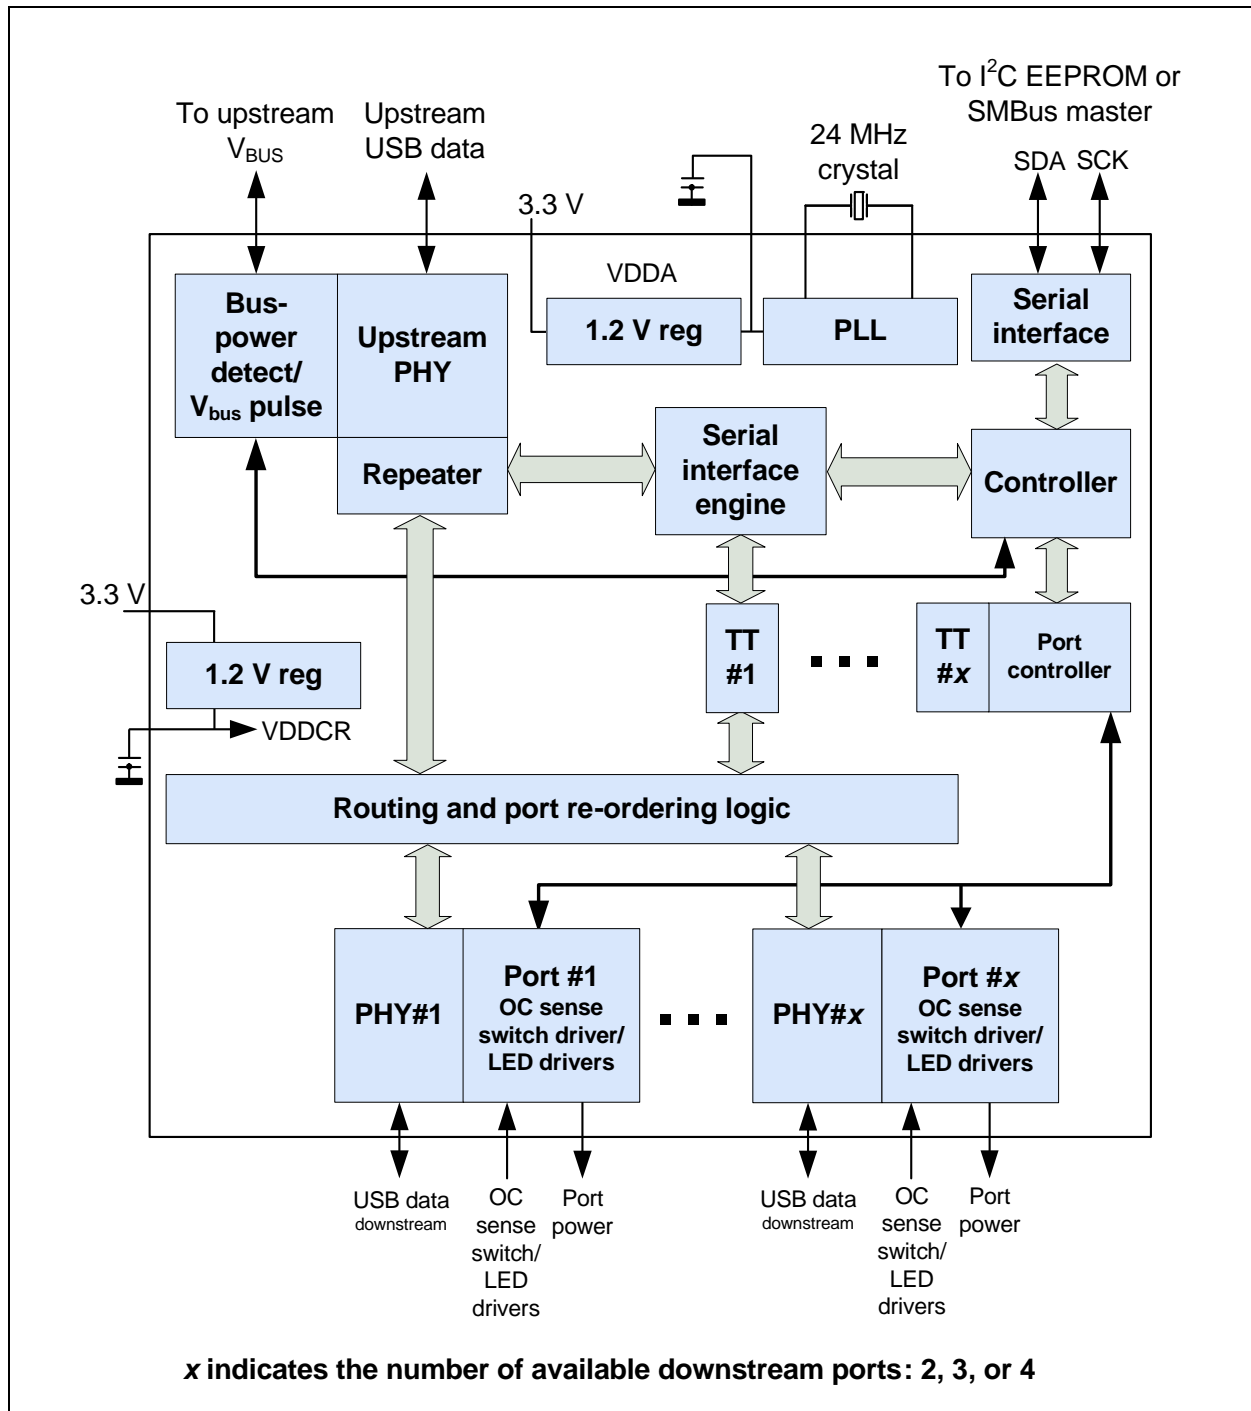 To upstream
VBUS
Upstream
USB data
To I2C EEPROM or
SMBus master
24 MHz
crystal
SDA
SCK
3.3 V
VDDA
Bus-
power
detect/
Vbus pulse
Upstream
PHY
1.2 V reg
PLL
Serial
interface
Repeater
Serial
interface
engine
Controller
3.3 V
TT
#1
TT
#x
Port
controller
1.2 V reg
VDDCR
Routing and port re-ordering logic
PHY#1
Port #1
OC sense
switch driver/
LED drivers
PHY#x
Port #x
OC sense
switch driver/
LED drivers
USB data
downstream
OC
sense
switch/
LED
drivers
Port
power
USB data
downstream
OC
sense
switch/
LED
drivers
Port
power
x indicates the number of available downstream ports: 2, 3, or 4